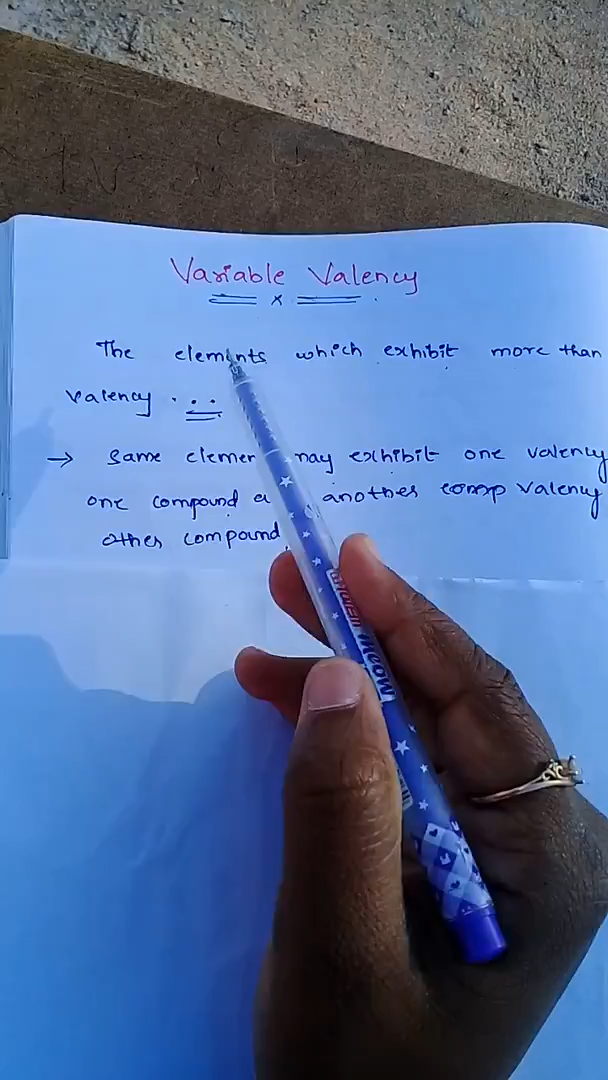 Variable Valency
The elements which exhibit more than
Valency
→ Same elemen may exhibit one valency
one compound a another comp Valency
other compound
meow